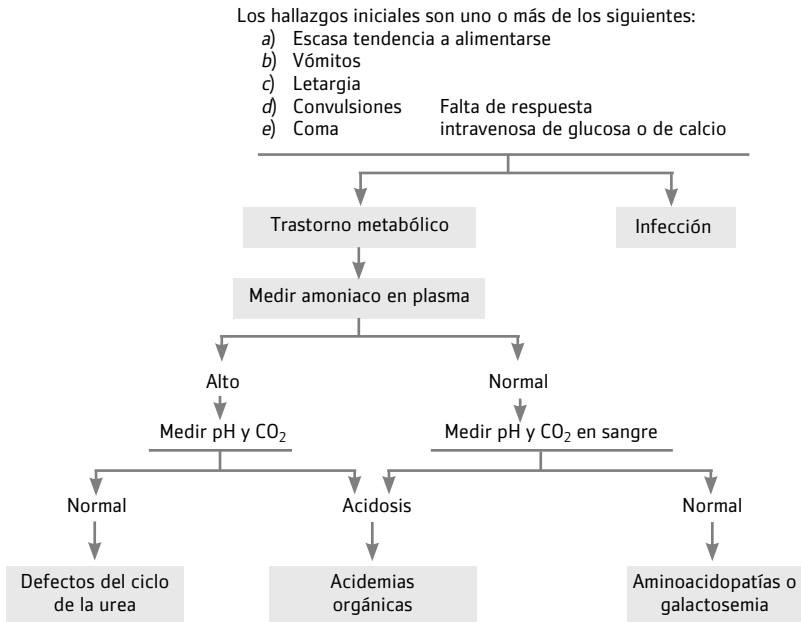 Los hallazgos iniciales son uno o más de los siguientes:
a) Escasa tendencia a alimentarse
b) Vómitos
c) Letargia
d) Convulsiones Falta de respuesta
e) Coma intravenosa de glucosa o de calcio
Trastorno metabólico
Infección
Medir amoniaco en plasma
Alto
Normal
Medir pH y CO₂
Medir pH y CO₂ en sangre
Normal
Acidosis
Normal
Defectos del ciclo
de la urea
Acidemias
orgánicas
Aminoacidopatías o
galactosemia